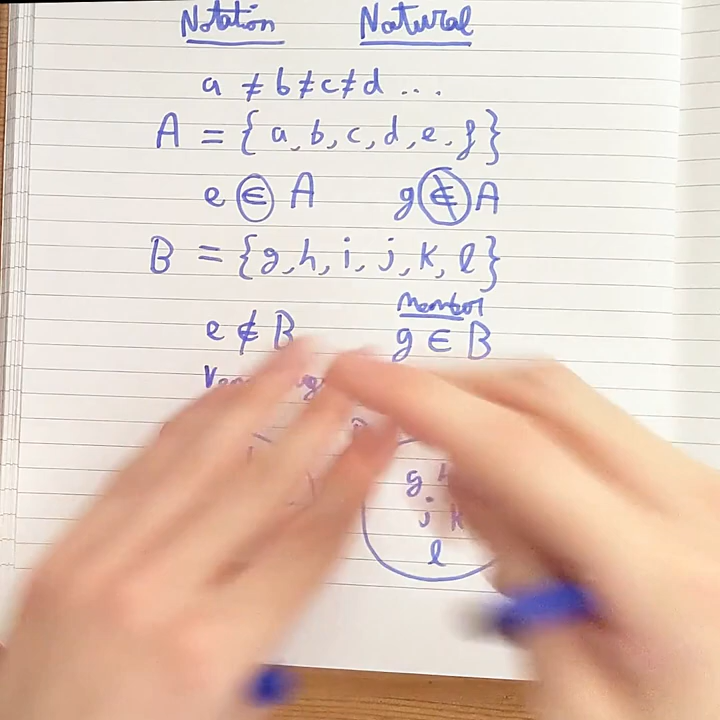 Notation Natural
a ≠ b ≠ c ≠ d ...
A = { a, b, c, d, e, f }
e ∈ A g ∉ A
B = { g, h, i, j, k, l }
Member
e ∉ B g ∈ B
g
j k
l